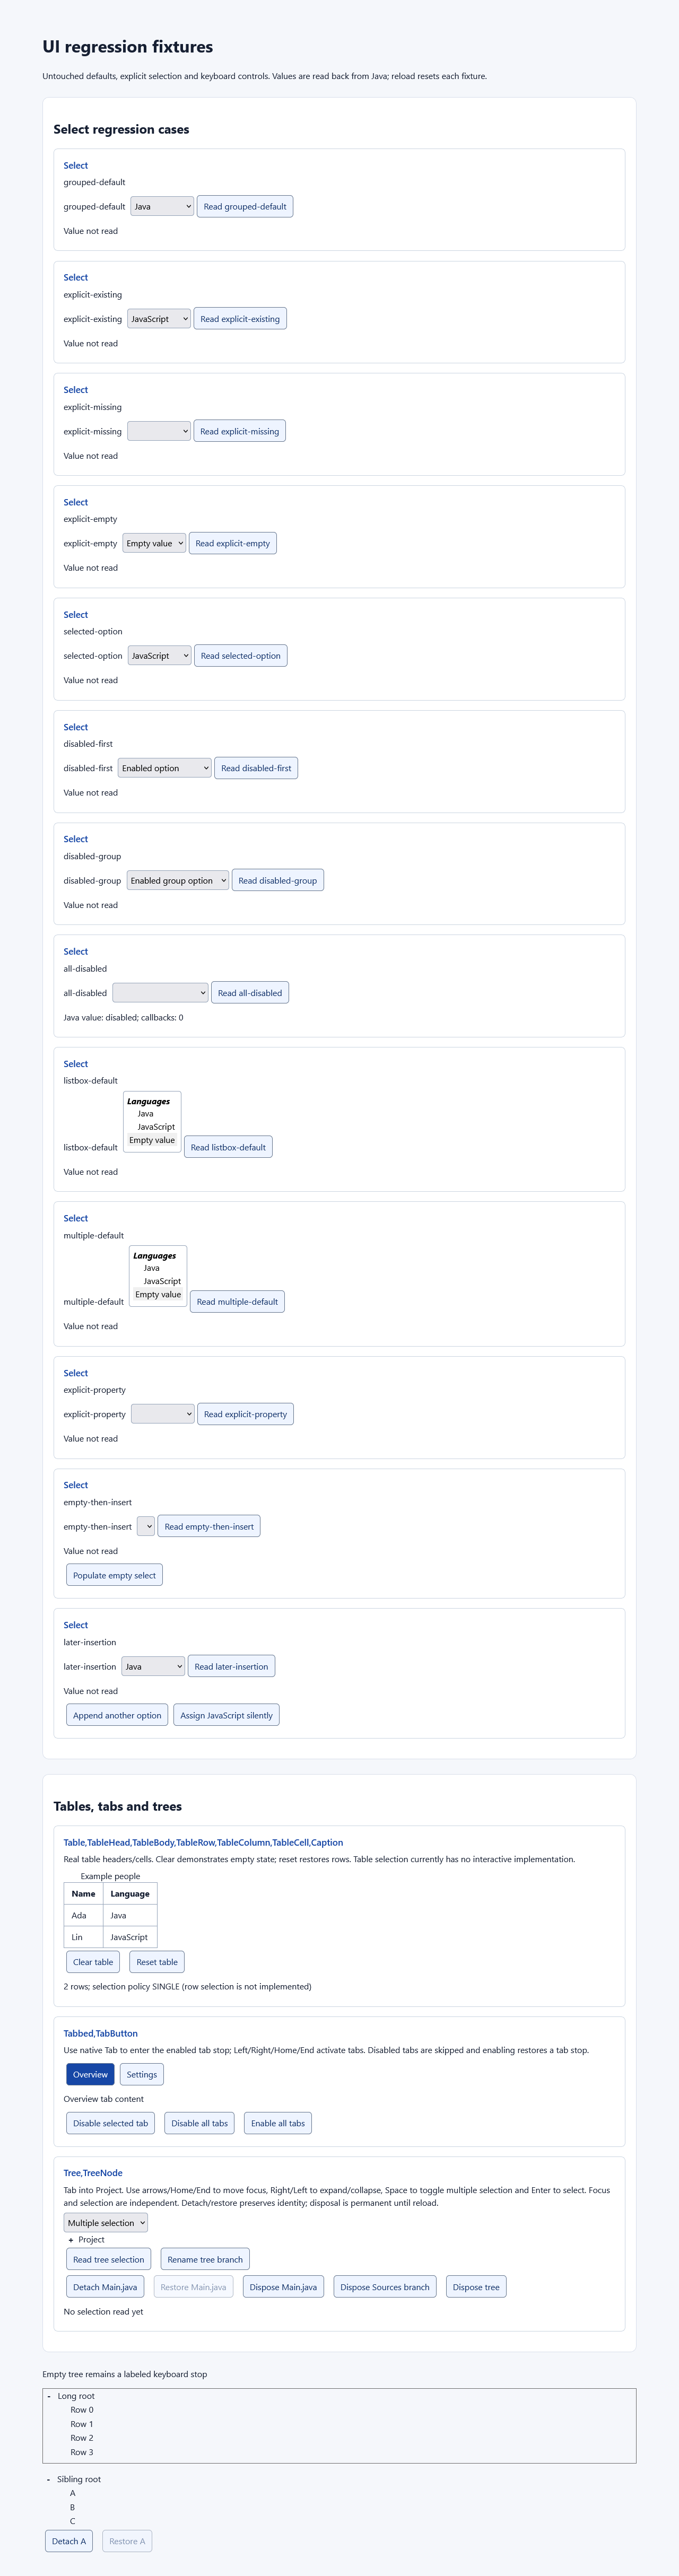 UI regression fixtures
Untouched defaults, explicit selection and keyboard controls. Values are read back from Java; reload resets each fixture.
Select regression cases
Select
grouped-default
grouped-default Java Read grouped-default
Value not read
Select
explicit-existing
explicit-existing JavaScript Read explicit-existing
Value not read
Select
explicit-missing
explicit-missing Read explicit-missing
Value not read
Select
explicit-empty
explicit-empty Empty value Read explicit-empty
Value not read
Select
selected-option
selected-option JavaScript Read selected-option
Value not read
Select
disabled-first
disabled-first Enabled option Read disabled-first
Value not read
Select
disabled-group
disabled-group Enabled group option Read disabled-group
Value not read
Select
all-disabled
all-disabled Read all-disabled
Java value: disabled; callbacks: 0
Select
listbox-default
Languages
Java
JavaScript
Empty value
listbox-default Read listbox-default
Value not read
Select
multiple-default
Languages
Java
JavaScript
Empty value
multiple-default Read multiple-default
Value not read
Select
explicit-property
explicit-property Read explicit-property
Value not read
Select
empty-then-insert
empty-then-insert Read empty-then-insert
Value not read
Populate empty select
Select
later-insertion
later-insertion Java Read later-insertion
Value not read
Append another option Assign JavaScript silently
Tables, tabs and trees
Table,TableHead,TableBody,TableRow,TableColumn,TableCell,Caption
Real table headers/cells. Clear demonstrates empty state; reset restores rows. Table selection currently has no interactive implementation.
Example people
Name Language
Ada Java
Lin JavaScript
Clear table Reset table
2 rows; selection policy SINGLE (row selection is not implemented)
Tabbed,TabButton
Use native Tab to enter the enabled tab stop; Left/Right/Home/End activate tabs. Disabled tabs are skipped and enabling restores a tab stop.
Overview Settings
Overview tab content
Disable selected tab Disable all tabs Enable all tabs
Tree,TreeNode
Tab into Project. Use arrows/Home/End to move focus, Right/Left to expand/collapse, Space to toggle multiple selection and Enter to select. Focus
and selection are independent. Detach/restore preserves identity; disposal is permanent until reload.
Multiple selection
+ Project
Read tree selection Rename tree branch
Detach Main.java Restore Main.java Dispose Main.java Dispose Sources branch Dispose tree
No selection read yet
Empty tree remains a labeled keyboard stop
- Long root
Row 0
Row 1
Row 2
Row 3
- Sibling root
A
B
C
Detach A Restore A